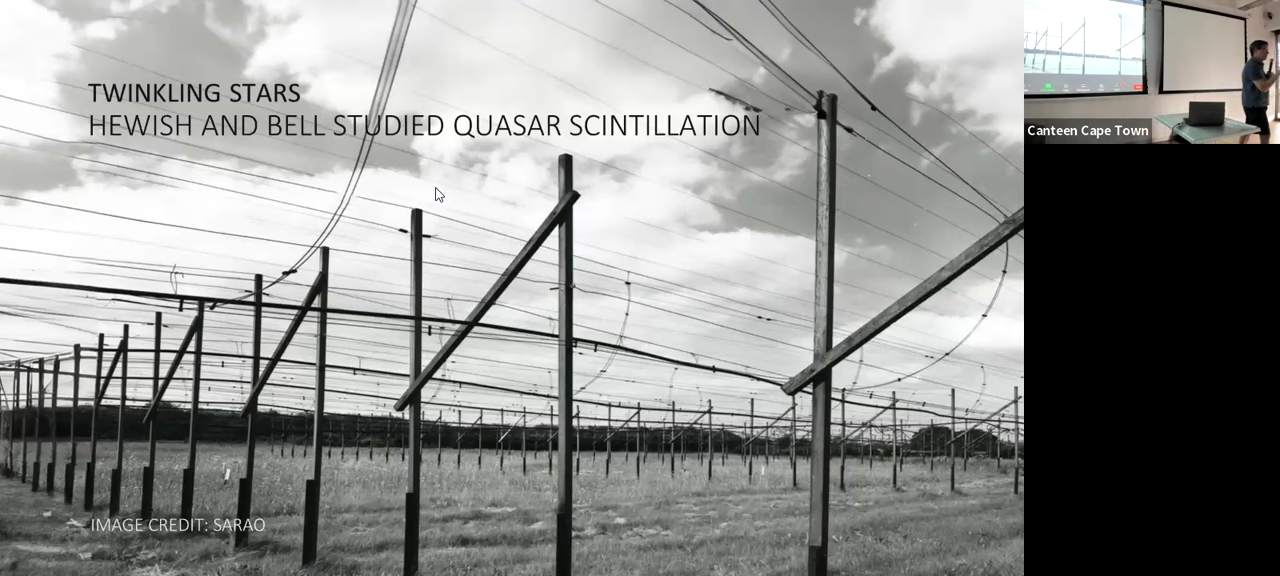 TWINKLING STARS
HEWISH AND BELL STUDIED QUASAR SCINTILLATION
IMAGE CREDIT: SARAO
Canteen Cape Town